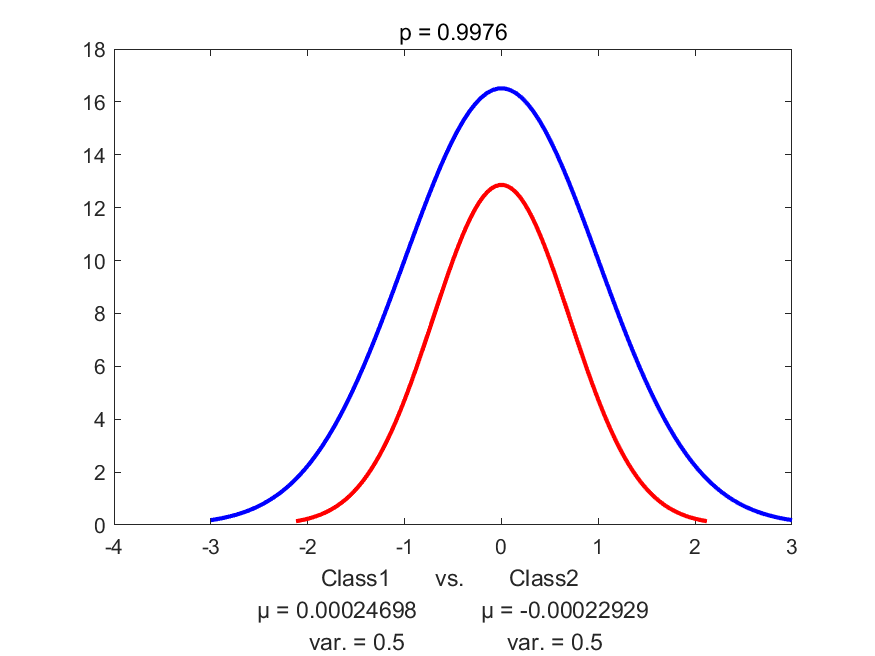 p = 0.9976
18
16
14
12
10
8
6
4
2
0
-4 -3 -2 -1 0 1 2 3
Class1 vs. Class2
μ = 0.00024698 μ = -0.00022929
var. = 0.5 var. = 0.5